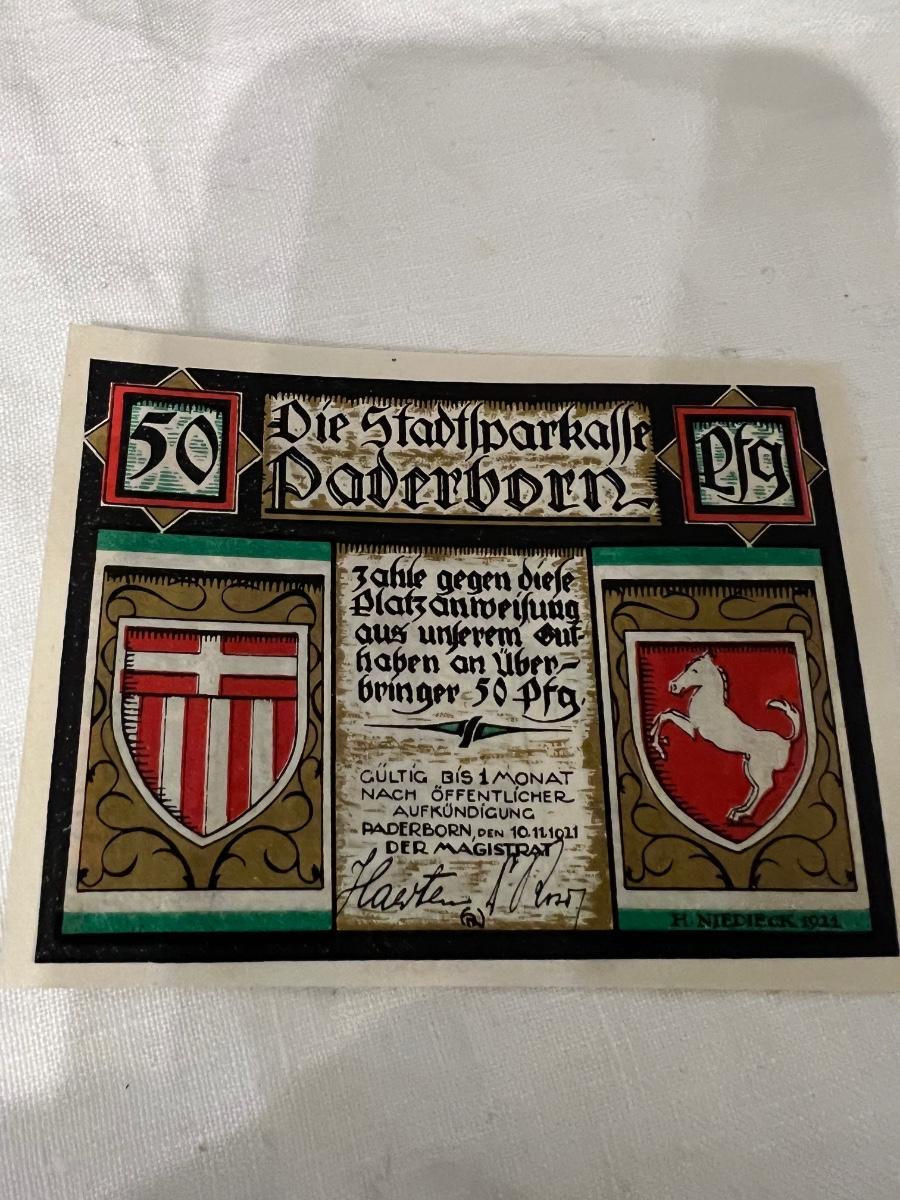 50
Die Stadtsparkasse
Paderborn
Pfg
Zahle gegen diese
Platzanweisung
aus unserem Gut-
haben an Über-
bringer 50 Pfg.
GÜLTIG BIS 1 MONAT
NACH ÖFFENTLICHER
AUFKÜNDIGUNG
PADERBORN, DEN 10.11.1921
DER MAGISTRAT
H. NIEDIECK 1921